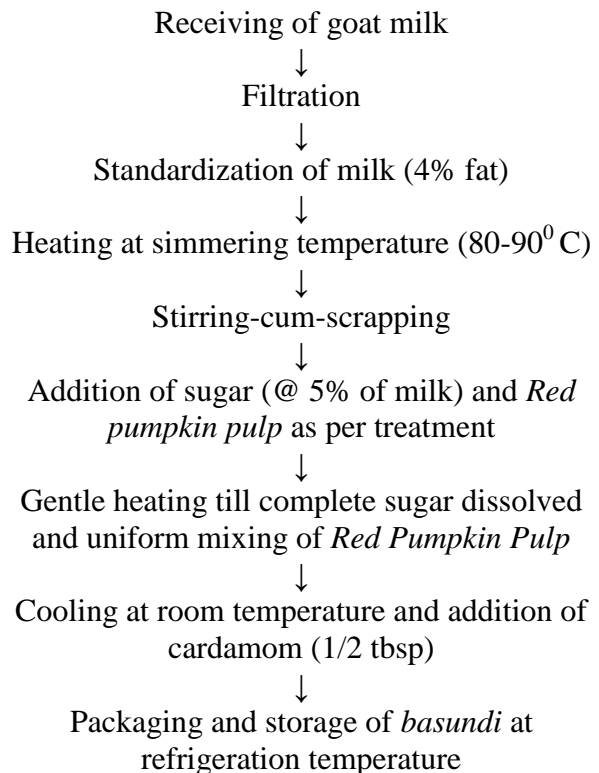 Receiving of goat milk
↓
Filtration
↓
Standardization of milk (4% fat)
↓
Heating at simmering temperature (80-90⁰ C)
↓
Stirring-cum-scrapping
↓
Addition of sugar (@ 5% of milk) and Red
pumpkin pulp as per treatment
↓
Gentle heating till complete sugar dissolved
and uniform mixing of Red Pumpkin Pulp
↓
Cooling at room temperature and addition of
cardamom (1/2 tbsp)
↓
Packaging and storage of basundi at
refrigeration temperature